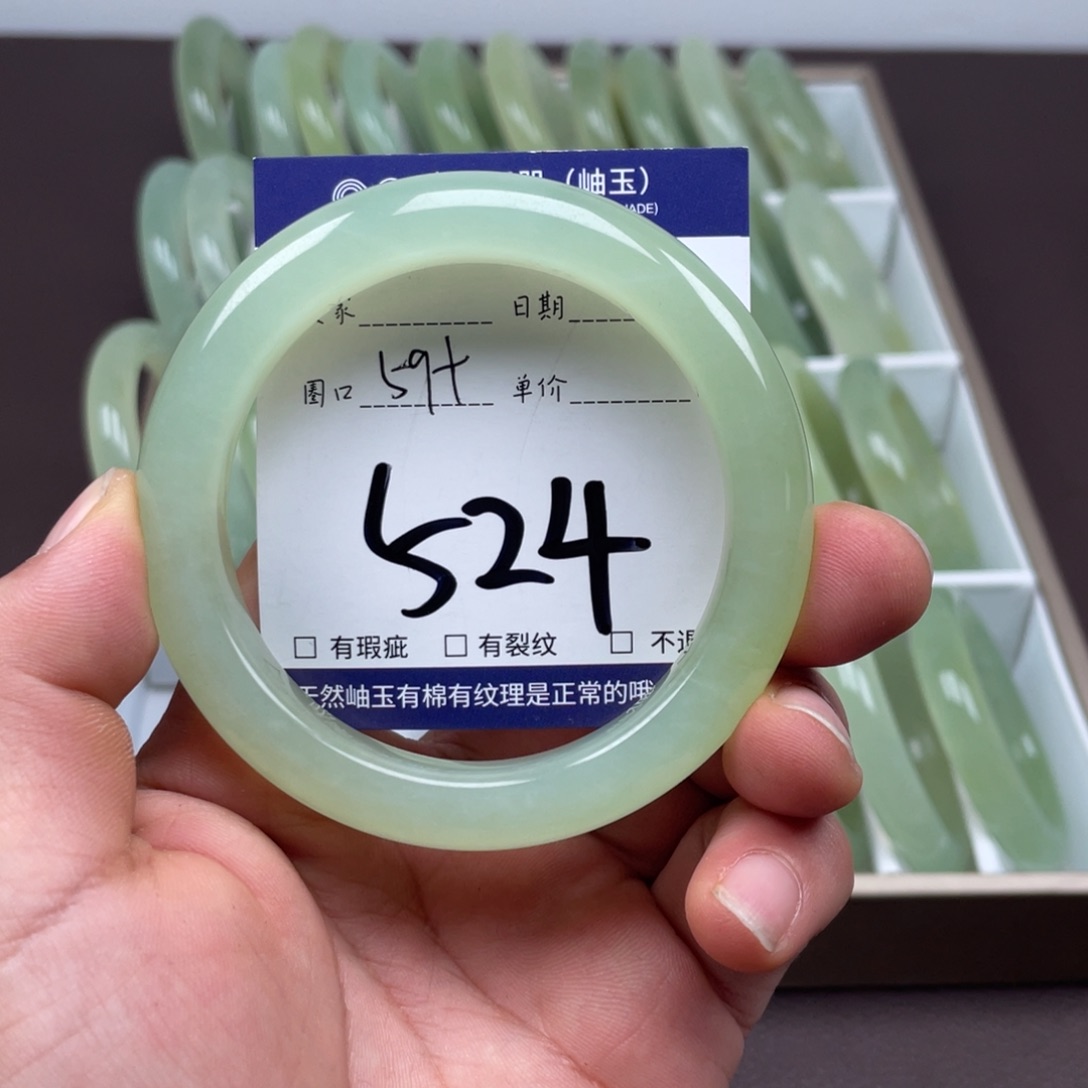 （岫玉）
JADE)
日期
圈口 59+ 单价
524
□ 有瑕疵 □ 有裂纹 □ 不退
天然岫玉有棉有纹理是正常的哦